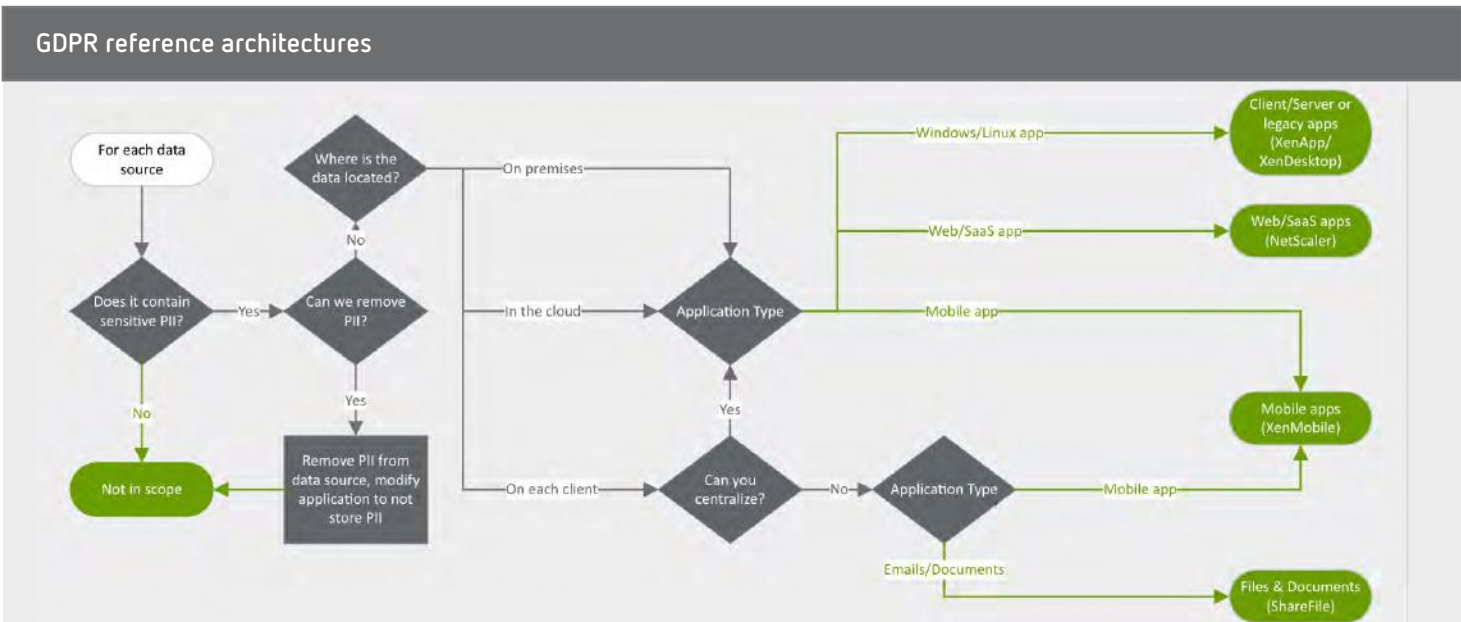 GDPR reference architectures
For each data
source
Does it contain
sensitive PII?
Yes
No
Not in scope
Can we remove
PII?
No
Yes
Remove PII from
data source, modify
application to not
store PII
Where is the
data located?
On premises
In the cloud
On each client
Application Type
Can you
centralize?
Yes
No
Application Type
Windows/Linux app
Web/SaaS app
Mobile app
Mobile app
Emails/Documents
Client/Server or
legacy apps
(XenApp/
XenDesktop)
Web/SaaS apps
(NetScaler)
Mobile apps
(XenMobile)
Files & Documents
(ShareFile)